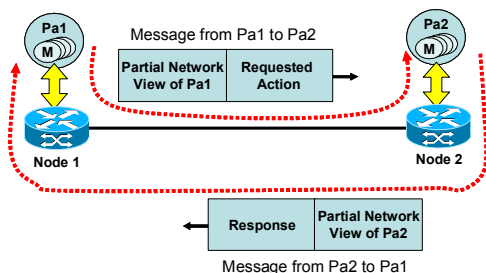 Message from Pa1 to Pa2
Pa1
M
Partial Network
View of Pa1
Requested
Action
Pa2
M
Node 1
Node 2
Response
Partial Network
View of Pa2
Message from Pa2 to Pa1